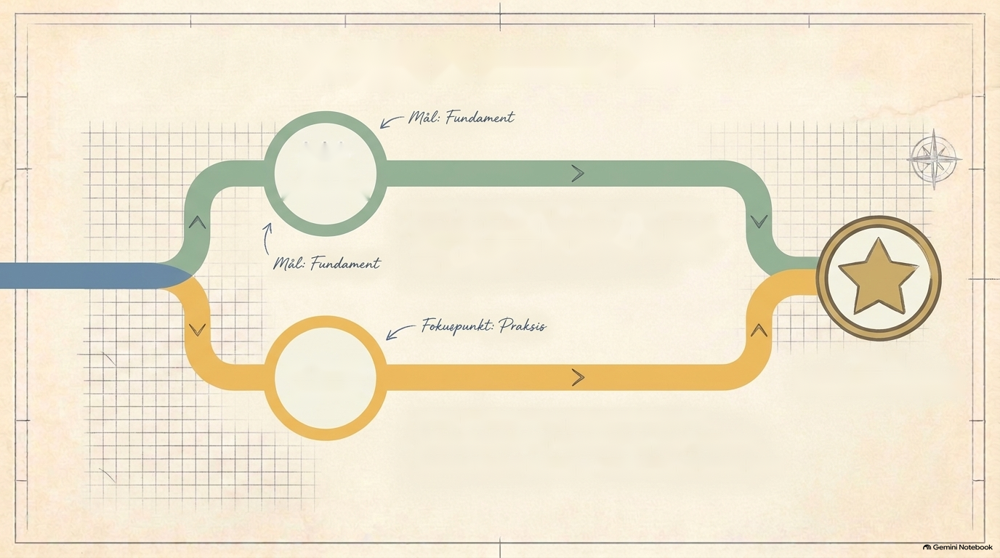 Mål: Fundament
Mål: Fundament
Fokuspunkt: Praksis
Gemini Notebook